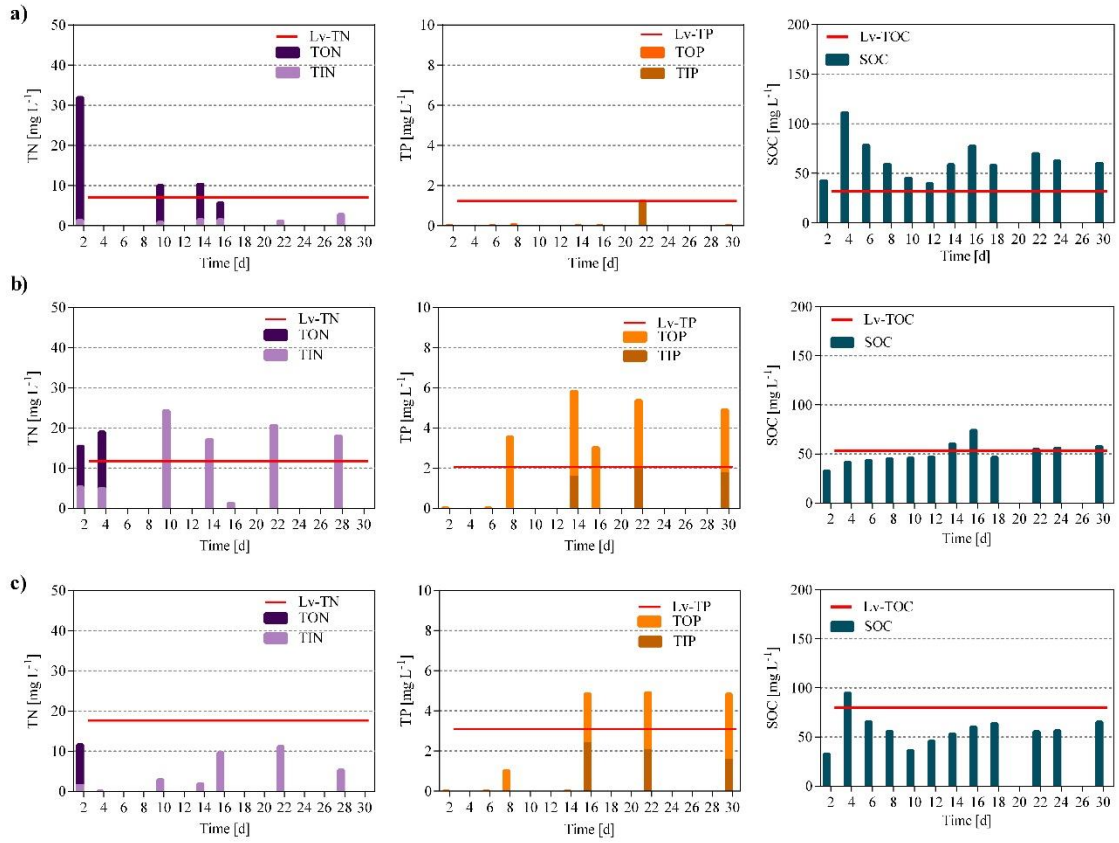 a)
TN [mg L⁻¹]
50
40
30
20
10
0
Lv-TN
TON
TIN
2 4 6 8 10 12 14 16 18 20 22 24 26 28 30
Time [d]
TP [mg L⁻¹]
10
8
6
4
2
0
Lv-TP
TOP
TIP
2 4 6 8 10 12 14 16 18 20 22 24 26 28 30
Time [d]
SOC [mg L⁻¹]
200
150
100
50
0
Lv-TOC
SOC
2 4 6 8 10 12 14 16 18 20 22 24 26 28 30
Time [d]
b)
TN [mg L⁻¹]
50
40
30
20
10
0
Lv-TN
TON
TIN
2 4 6 8 10 12 14 16 18 20 22 24 26 28 30
Time [d]
TP [mg L⁻¹]
10
8
6
4
2
0
Lv-TP
TOP
TIP
2 4 6 8 10 12 14 16 18 20 22 24 26 28 30
Time [d]
SOC [mg L⁻¹]
200
150
100
50
0
Lv-TOC
SOC
2 4 6 8 10 12 14 16 18 20 22 24 26 28 30
Time [d]
c)
TN [mg L⁻¹]
50
40
30
20
10
0
Lv-TN
TON
TIN
2 4 6 8 10 12 14 16 18 20 22 24 26 28 30
Time [d]
TP [mg L⁻¹]
10
8
6
4
2
0
Lv-TP
TOP
TIP
2 4 6 8 10 12 14 16 18 20 22 24 26 28 30
Time [d]
SOC [mg L⁻¹]
200
150
100
50
0
Lv-TOC
SOC
2 4 6 8 10 12 14 16 18 20 22 24 26 28 30
Time [d]